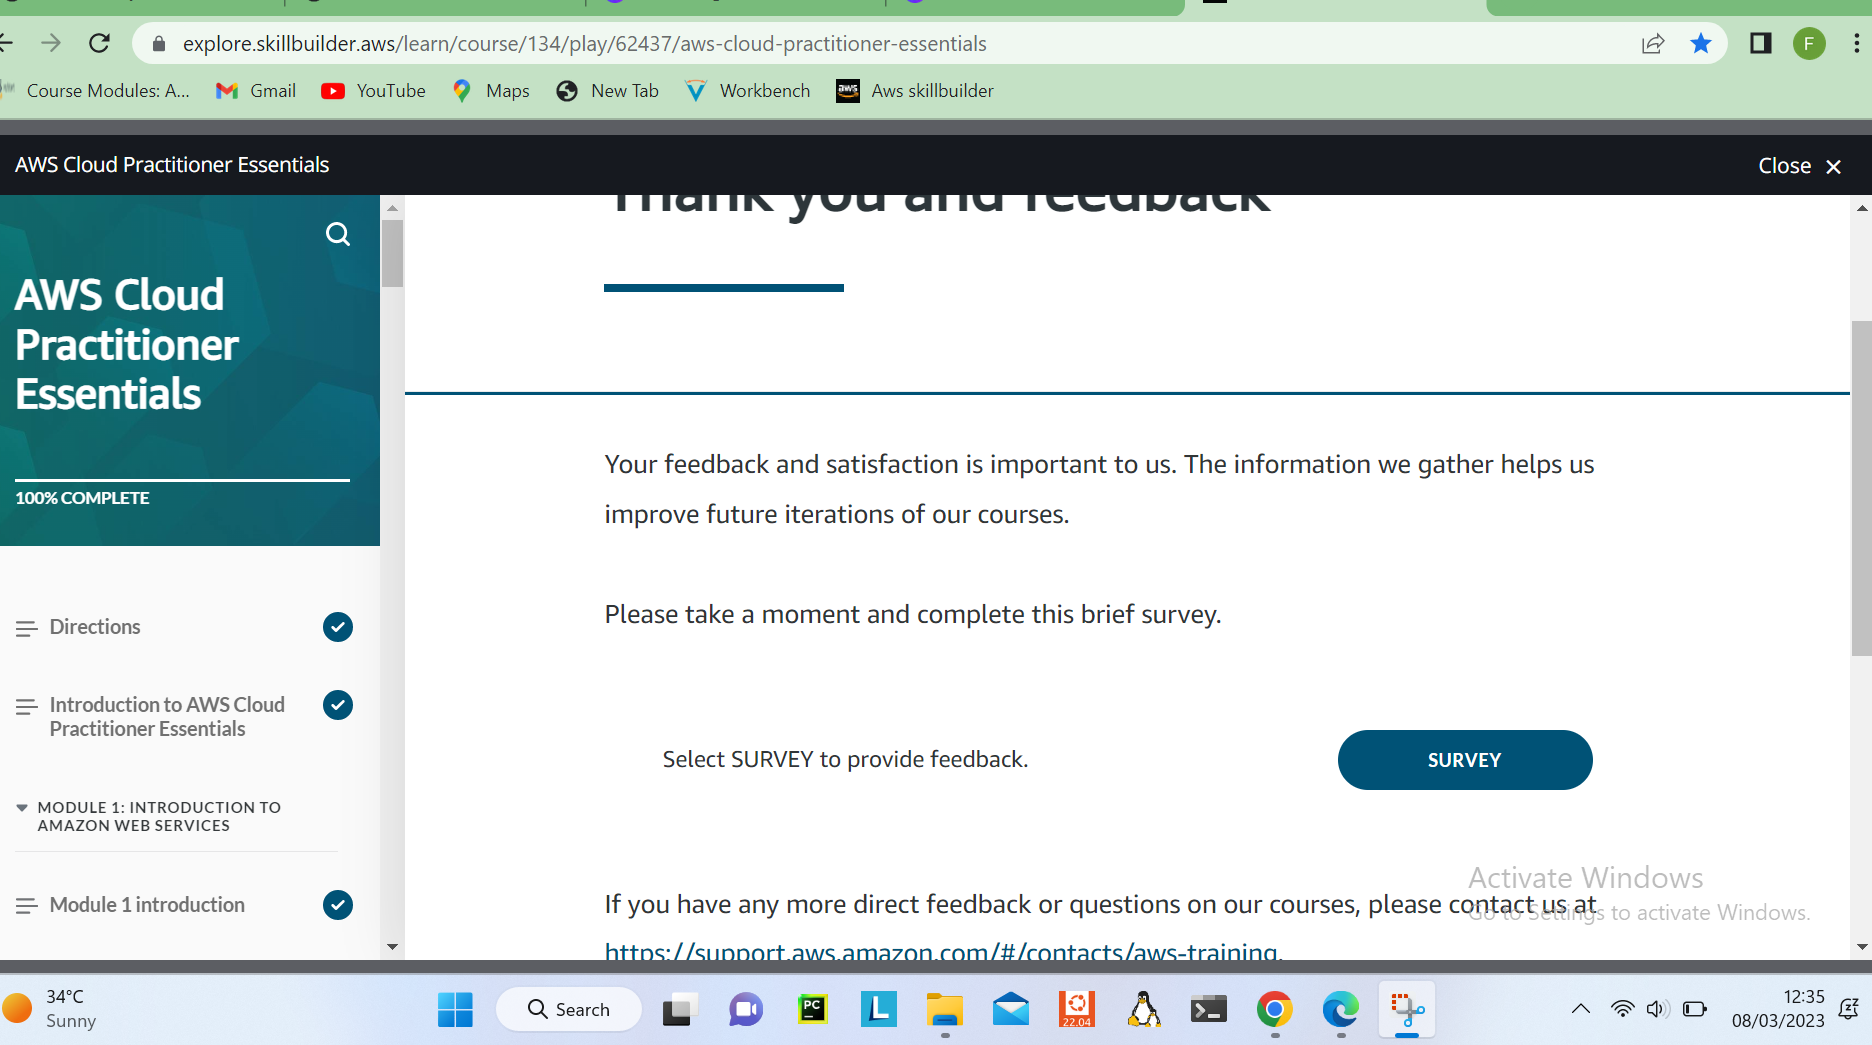 explore.skillbuilder.aws/learn/course/134/play/62437/aws-cloud-practitioner-essentials
F
Course Modules: A...
Gmail
YouTube
Maps
New Tab
Workbench
aws
Aws skillbuilder
AWS Cloud Practitioner Essentials
Close
Thank you and feedback
AWS Cloud
Practitioner
Essentials
100% COMPLETE
Directions
Introduction to AWS Cloud
Practitioner Essentials
MODULE 1: INTRODUCTION TO
AMAZON WEB SERVICES
Module 1 introduction
Your feedback and satisfaction is important to us. The information we gather helps us
improve future iterations of our courses.
Please take a moment and complete this brief survey.
Select SURVEY to provide feedback.
SURVEY
If you have any more direct feedback or questions on our courses, please contact us at
https://support.aws.amazon.com/#/contacts/aws-training.
Activate Windows
Go to Settings to activate Windows.
34°C
Sunny
Search
PC
L
22.04
12:35
08/03/2023